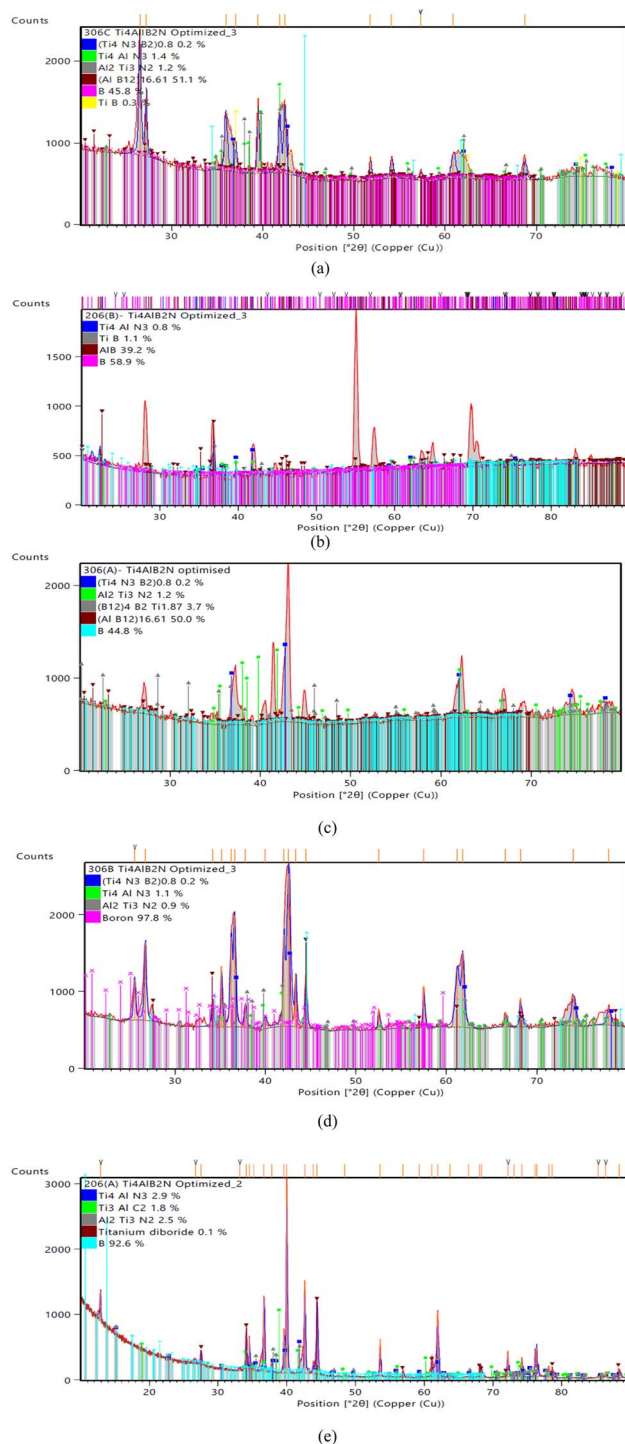 Counts
306C Ti4AlIB2N Optimized_3
(Ti4 N3 B2)0.8 0.2 %
Ti4 Al N3 1.4 %
Al2 Ti3 N2 1.2 %
(Al B12)16.61 51.1 %
B 45.8 %
Ti B 0.3 %
2000
1000
0
30 40 50 60 70
Position [°2θ] (Copper (Cu))
(a)
Counts
206(B)- Ti4AlB2N Optimized_3
Ti4 Al N3 0.8 %
Ti B 1.1 %
AlB 39.2 %
B 58.9 %
1500
1000
500
0
30 40 50 60 70 80
Position [°2θ] (Copper (Cu))
(b)
Counts
306(A)- Ti4AlB2N optimised
(Ti4 N3 B2)0.8 0.2 %
Al2 Ti3 N2 1.2 %
(B12)4 B2 Ti1.87 3.7 %
(Al B12)16.61 50.0 %
B 44.8 %
2000
1000
0
30 40 50 60 70
Position [°2θ] (Copper (Cu))
(c)
Counts
306B Ti4AlB2N Optimized_3
(Ti4 N3 B2)0.8 0.2 %
Ti4 Al N3 1.1 %
Al2 Ti3 N2 0.9 %
Boron 97.8 %
2000
1000
0
30 40 50 60 70
Position [°2θ] (Copper (Cu))
(d)
Counts
206(A) Ti4AlB2N Optimized_2
Ti4 Al N3 2.9 %
Ti3 Al C2 1.8 %
Al2 Ti3 N2 2.5 %
Titanium diboride 0.1 %
B 92.6 %
3000
2000
1000
0
20 30 40 50 60 70 80
Position [°2θ] (Copper (Cu))
(e)